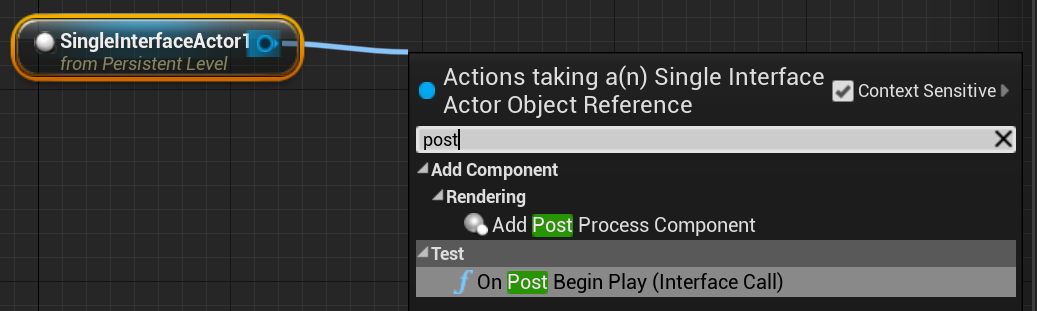 SingleInterfaceActor1
from Persistent Level
Actions taking a(n) Single Interface
Actor Object Reference
Context Sensitive
post
Add Component
Rendering
Add Post Process Component
Test
f On Post Begin Play (Interface Call)